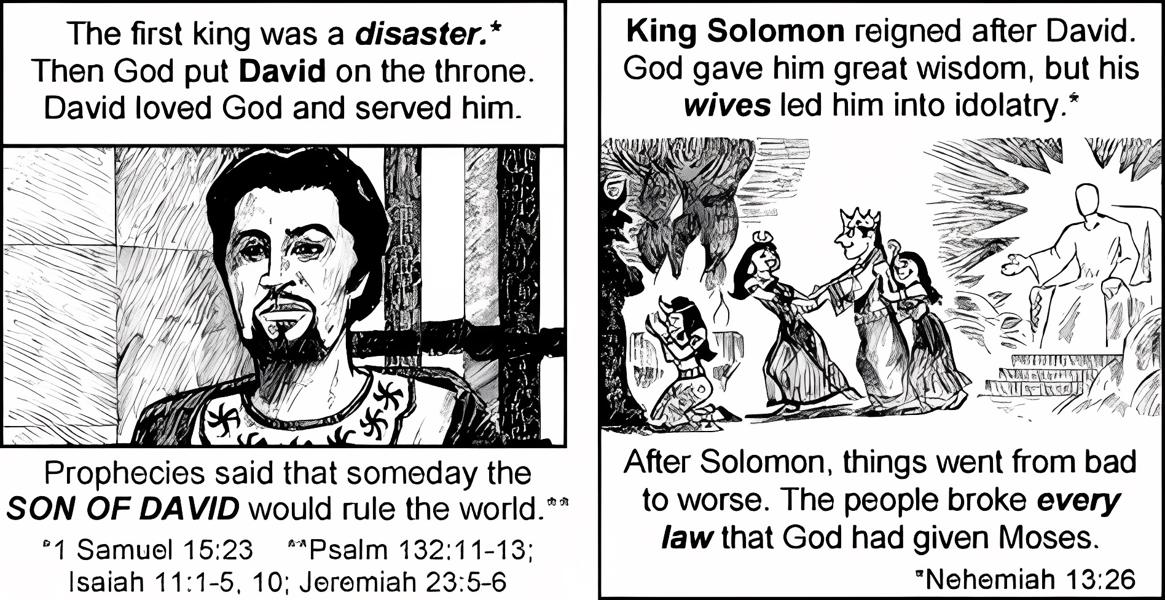 The first king was a disaster.*
Then God put David on the throne.
David loved God and served him.
Prophecies said that someday the
SON OF DAVID would rule the world.**
*1 Samuel 15:23 **Psalm 132:11-13;
Isaiah 11:1-5, 10; Jeremiah 23:5-6
King Solomon reigned after David.
God gave him great wisdom, but his
wives led him into idolatry.*
After Solomon, things went from bad
to worse. The people broke every
law that God had given Moses.
*Nehemiah 13:26